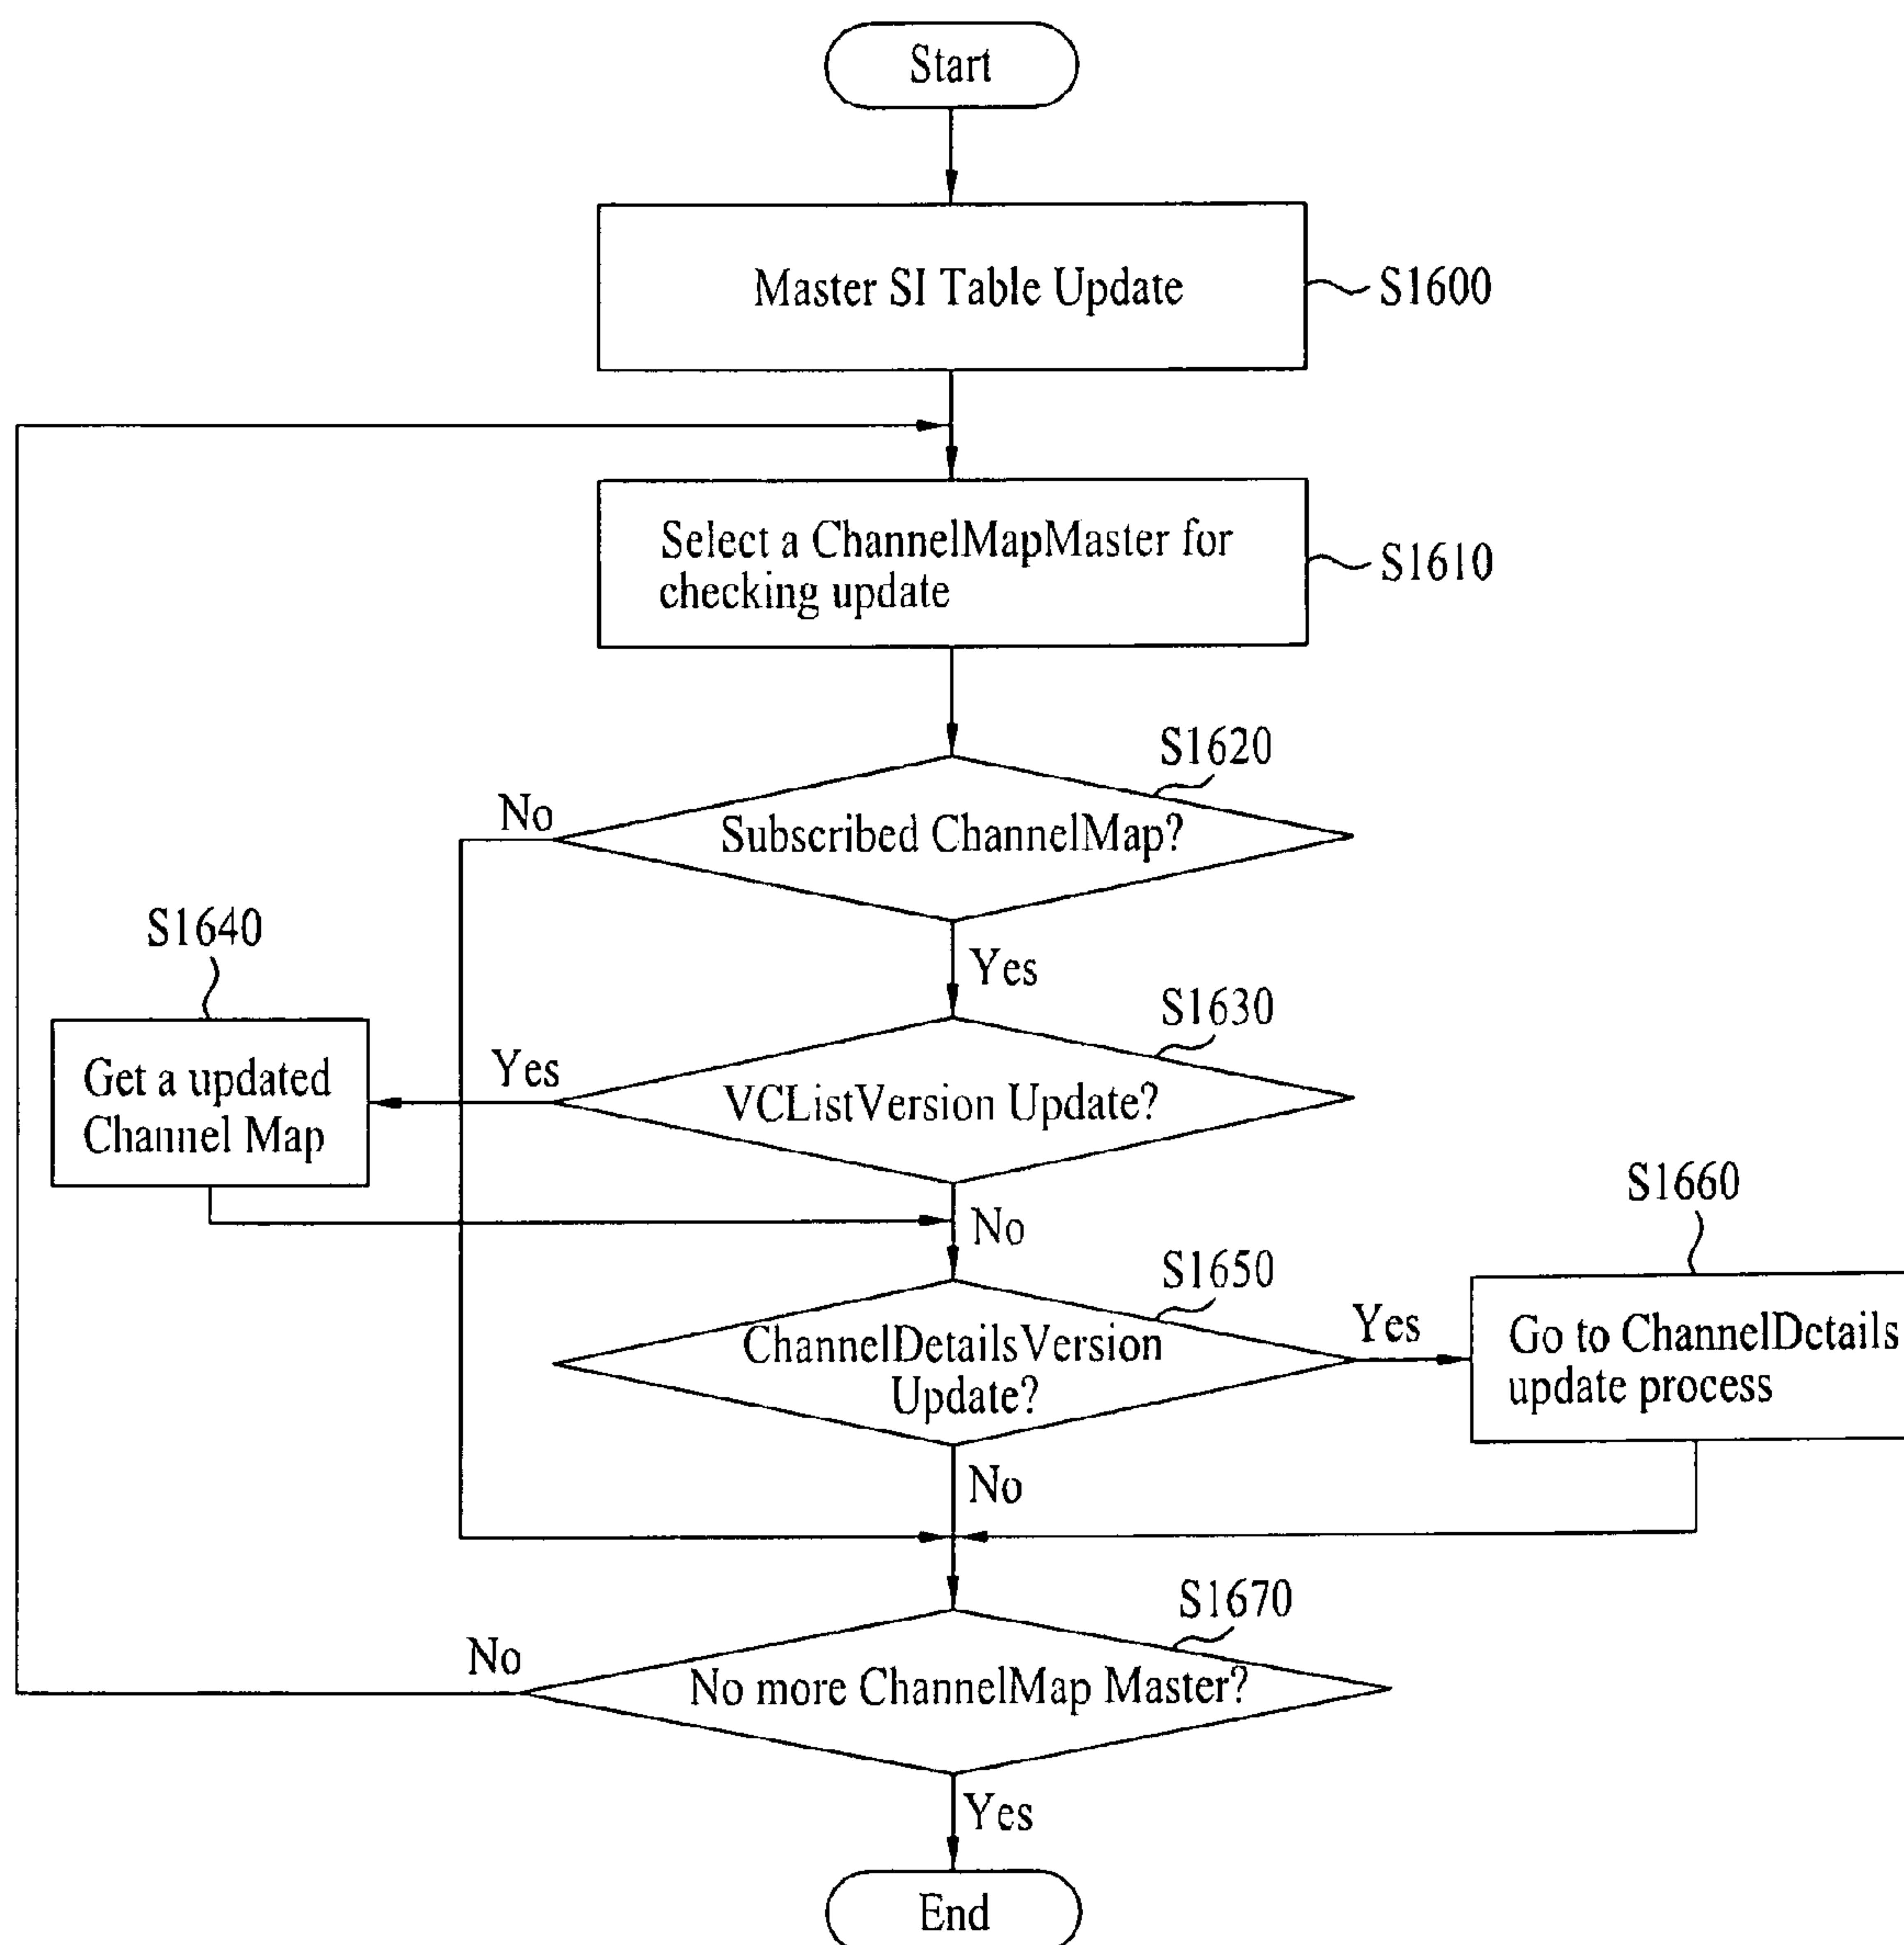 Start
Master SI Table Update
S1600
Select a ChannelMapMaster for
checking update
S1610
S1620
No
Subscribed ChannelMap?
S1640
Yes
S1630
Get a updated
Channel Map
Yes
VCListVersion Update?
No
S1660
S1650
ChannelDetailsVersion
Update?
Yes
Go to ChannelDetails
update process
No
S1670
No
No more ChannelMap Master?
Yes
End